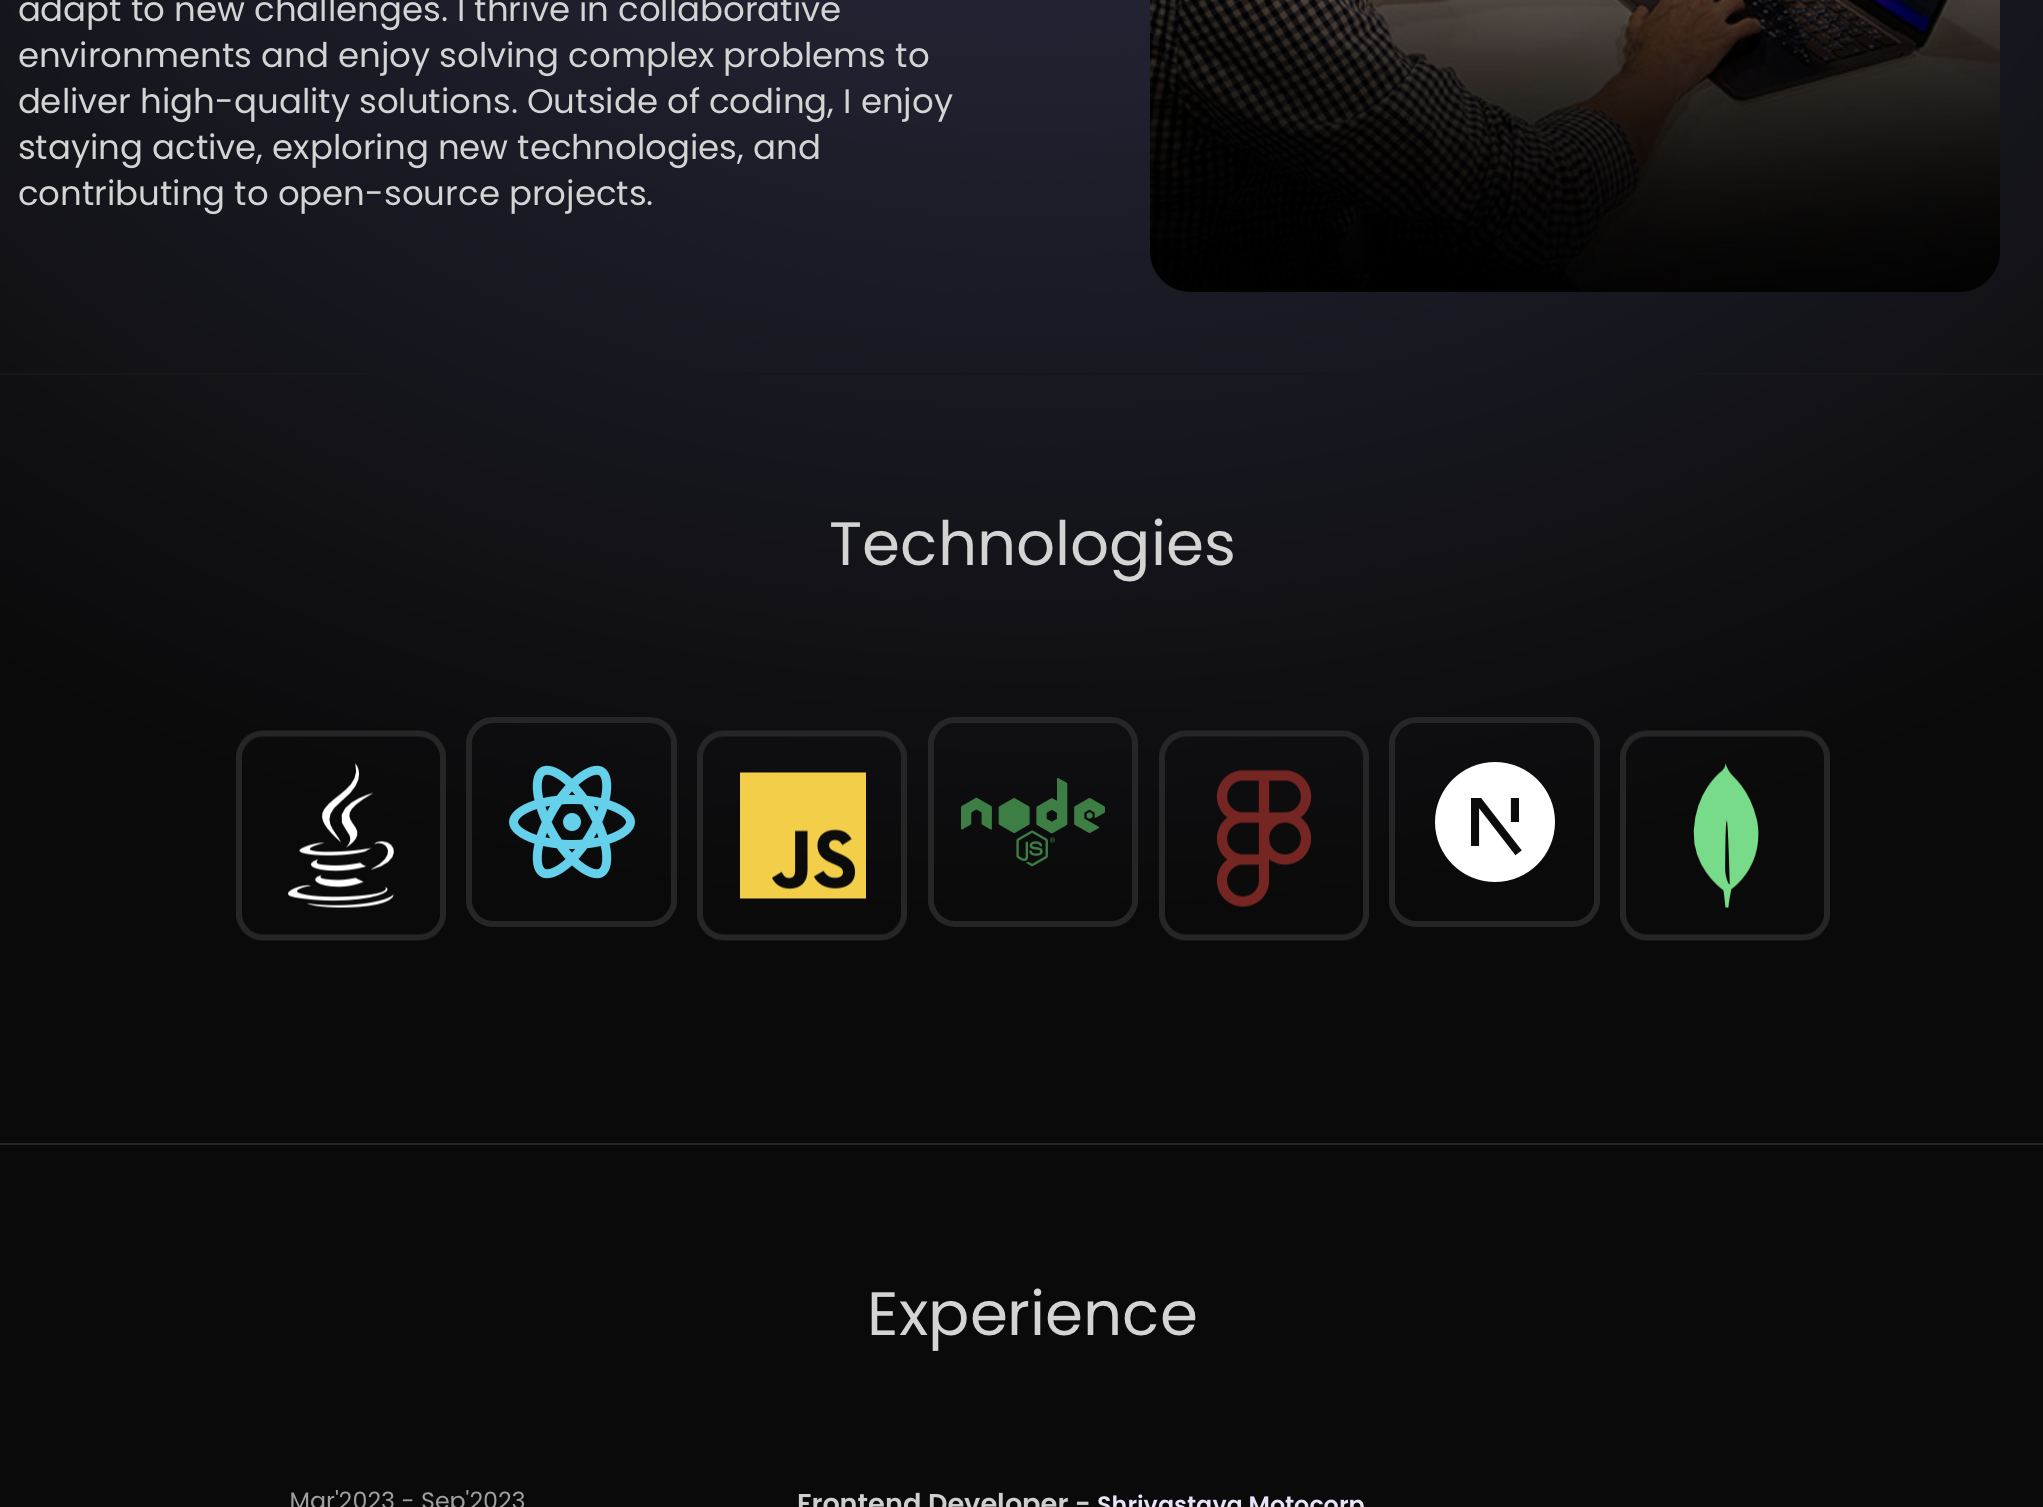 adapt to new challenges. I thrive in collaborative
environments and enjoy solving complex problems to
deliver high-quality solutions. Outside of coding, I enjoy
staying active, exploring new technologies, and
contributing to open-source projects.
Technologies
JS
node
JS
N
Experience
Mar'2023 - Sep'2023
Frontend Developer - Shrivastava Motocorp